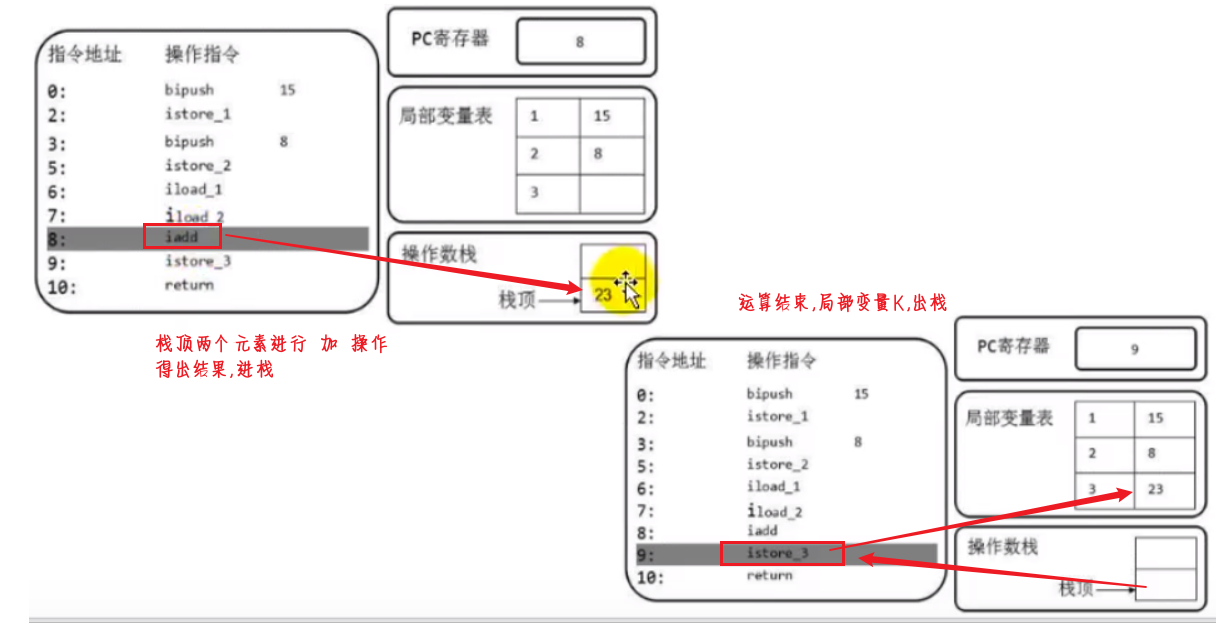 指令地址 操作指令
0: bipush 15
2: istore_1
3: bipush 8
5: istore_2
6: iload_1
7: iload_2
8: iadd
9: istore_3
10: return
PC寄存器 8
局部变量表 1 15
2 8
3
操作数栈
栈顶 23
栈顶两个元素进行 加 操作
得出结果,进栈
运算结束,局部变量K,出栈
指令地址 操作指令
0: bipush 15
2: istore_1
3: bipush 8
5: istore_2
6: iload_1
7: iload_2
8: iadd
9: istore_3
10: return
PC寄存器 9
局部变量表 1 15
2 8
3 23
操作数栈
栈顶